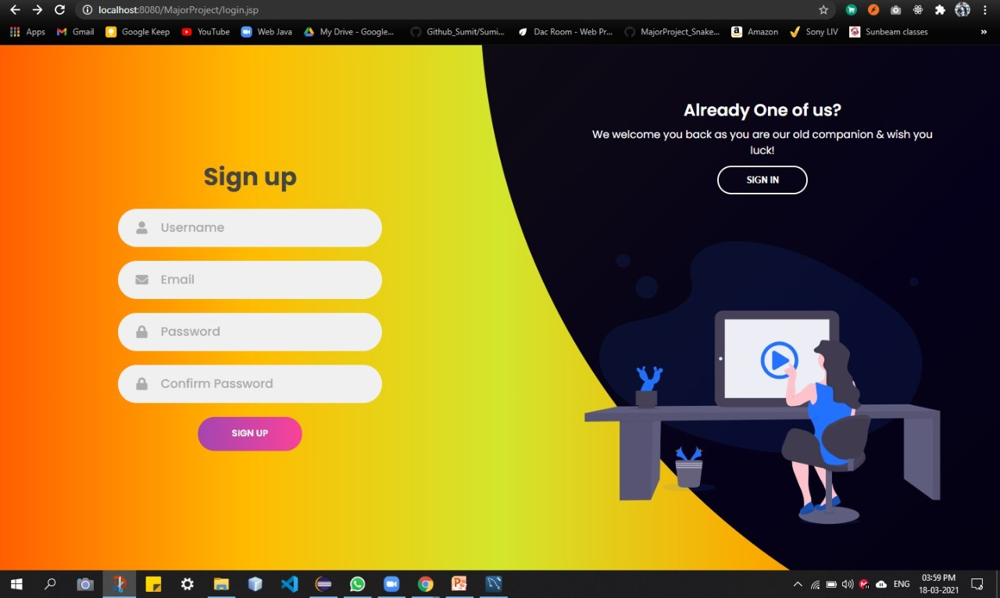 localhost:8080/MajorProject/login.jsp
Apps
Gmail
Google Keep
YouTube
Web Java
My Drive - Google...
Github_Sumit/Sumi...
Dac Room - Web Pr...
MajorProject_Snake...
Amazon
Sony LIV
Sunbeam classes
»
Sign up
Username
Email
Password
Confirm Password
SIGN UP
Already One of us?
We welcome you back as you are our old companion & wish you
luck!
SIGN IN
ENG
03:59 PM
18-03-2021